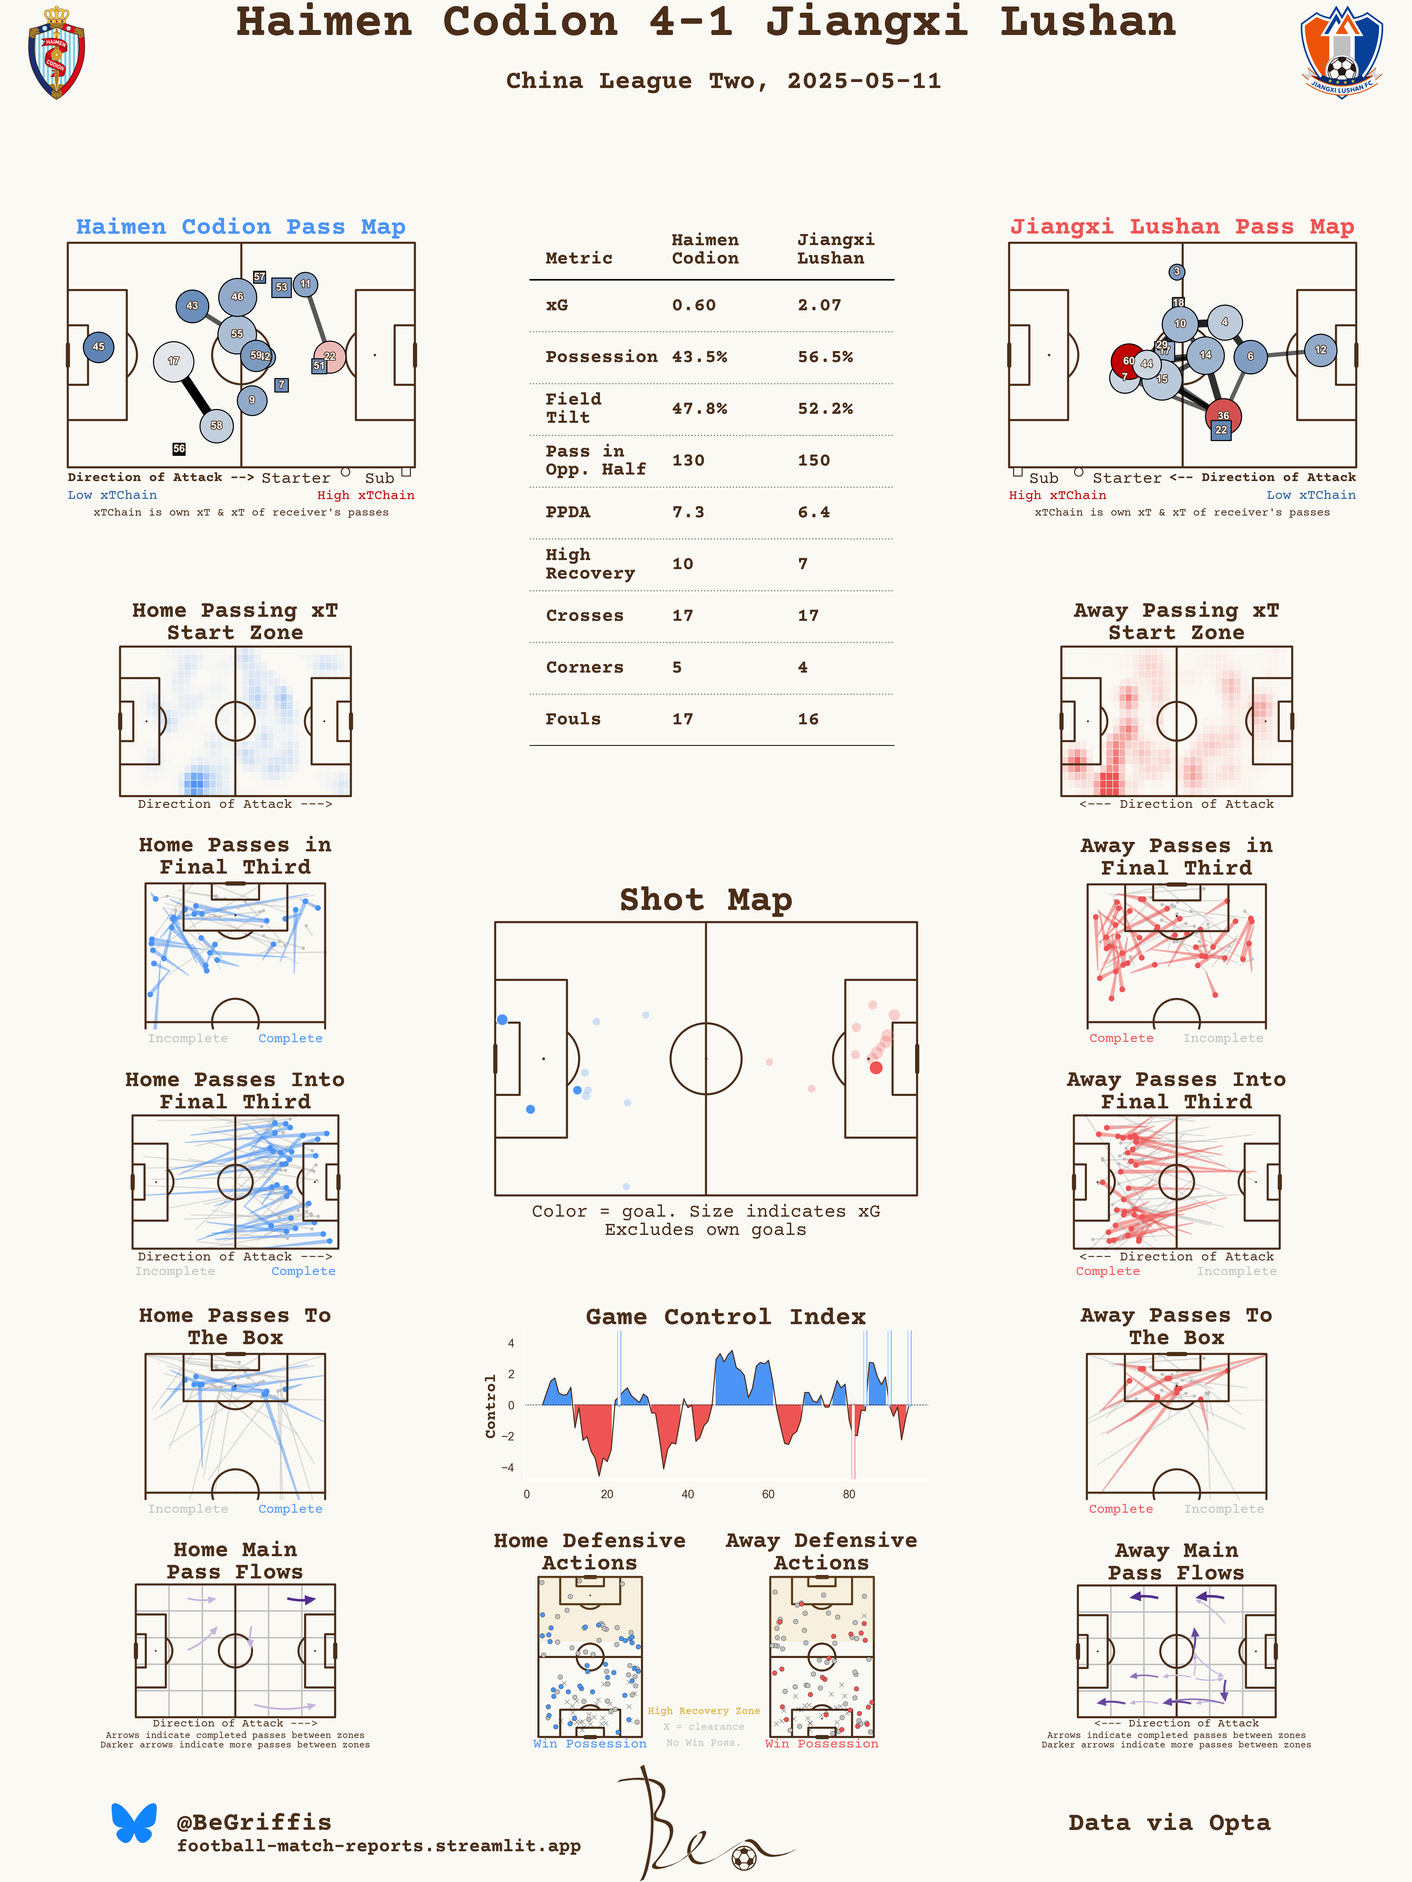 Haimen Codion 4-1 Jiangxi Lushan
China League Two, 2025-05-11
HAIMEN
CODION
JIANGXI LUSHAN FC
Haimen Codion Pass Map
45
43
17
58
46
55
59
9
11
22
51
53
57
7
56
Direction of Attack --> Starter Sub
Low xTChain High xTChain
xTChain is own xT & xT of receiver's passes
Metric Haimen Codion Jiangxi Lushan
xG 0.60 2.07
Possession 43.5% 56.5%
Field Tilt 47.8% 52.2%
Pass in Opp. Half 130 150
PPDA 7.3 6.4
High Recovery 10 7
Crosses 17 17
Corners 5 4
Fouls 17 16
Jiangxi Lushan Pass Map
3
18
10
4
29
17
60
44
7
15
14
6
12
36
22
Sub Starter <-- Direction of Attack
High xTChain Low xTChain
xTChain is own xT & xT of receiver's passes
Home Passing xT
Start Zone
Direction of Attack --->
Away Passing xT
Start Zone
<--- Direction of Attack
Home Passes in
Final Third
Incomplete Complete
Away Passes in
Final Third
Complete Incomplete
Shot Map
Color = goal. Size indicates xG
Excludes own goals
Home Passes Into
Final Third
Direction of Attack --->
Incomplete Complete
Away Passes Into
Final Third
<--- Direction of Attack
Complete Incomplete
Home Passes To
The Box
Incomplete Complete
Game Control Index
Control
4
2
0
−2
−4
0 20 40 60 80
Away Passes To
The Box
Complete Incomplete
Home Main
Pass Flows
Direction of Attack --->
Arrows indicate completed passes between zones
Darker arrows indicate more passes between zones
Home Defensive
Actions
Win Possession
Away Defensive
Actions
Win Possession
High Recovery Zone
X = clearance
No Win Poss.
Away Main
Pass Flows
<--- Direction of Attack
Arrows indicate completed passes between zones
Darker arrows indicate more passes between zones
@BeGriffis
football-match-reports.streamlit.app
Ben
Data via Opta